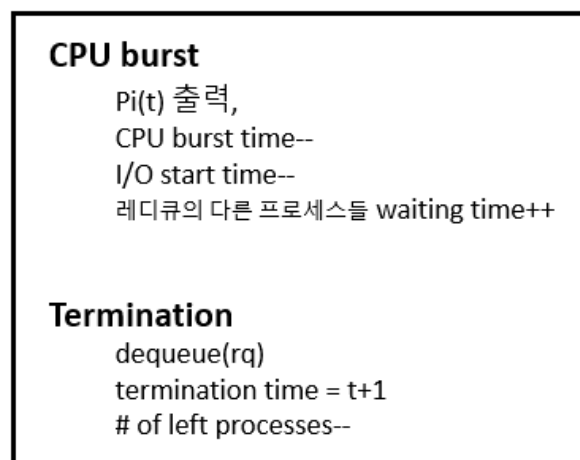 CPU burst
Pi(t) 출력,
CPU burst time--
I/O start time--
레디큐의 다른 프로세스들 waiting time++
Termination
dequeue(rq)
termination time = t+1
# of left processes--